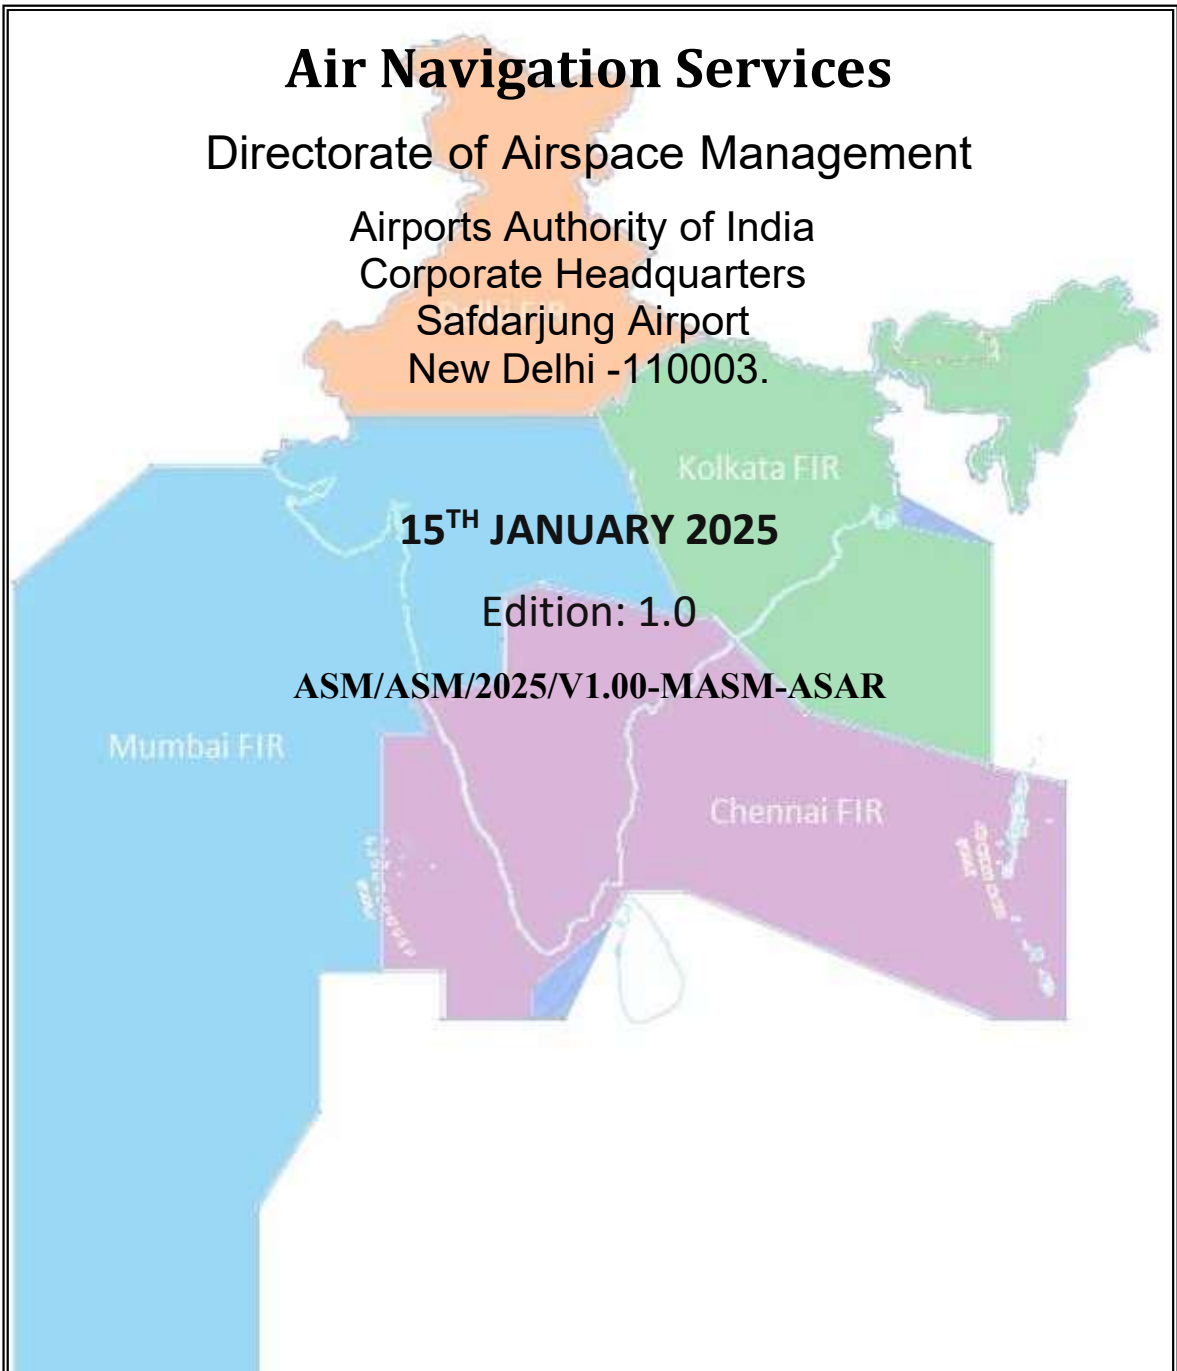 Air Navigation Services
Directorate of Airspace Management
Airports Authority of India
Corporate Headquarters
Safdarjung Airport
New Delhi -110003.
Kolkata FIR
15TH JANUARY 2025
Edition: 1.0
ASM/ASM/2025/V1.00-MASM-ASAR
Mumbai FIR
Chennai FIR